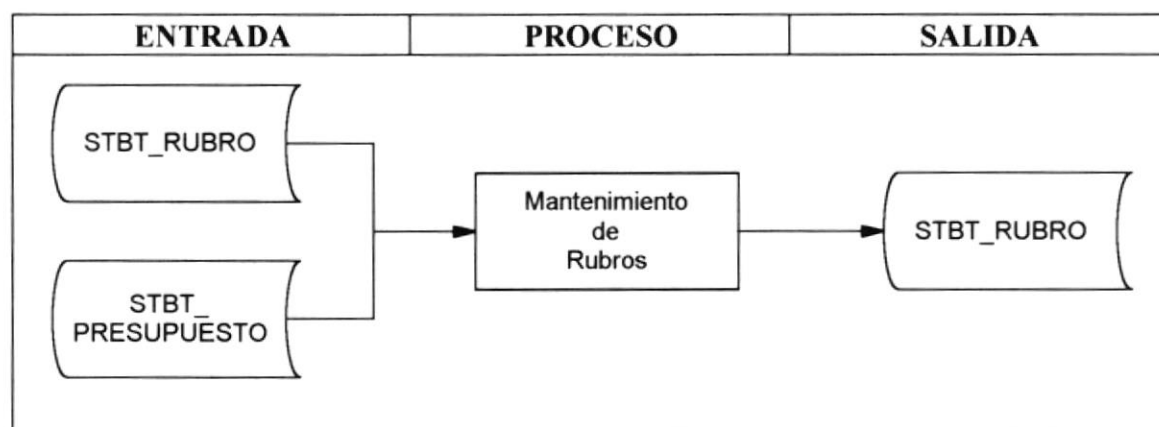 ENTRADA
PROCESO
SALIDA
STBT_RUBRO
STBT_
PRESUPUESTO
Mantenimiento
de
Rubros
STBT_RUBRO